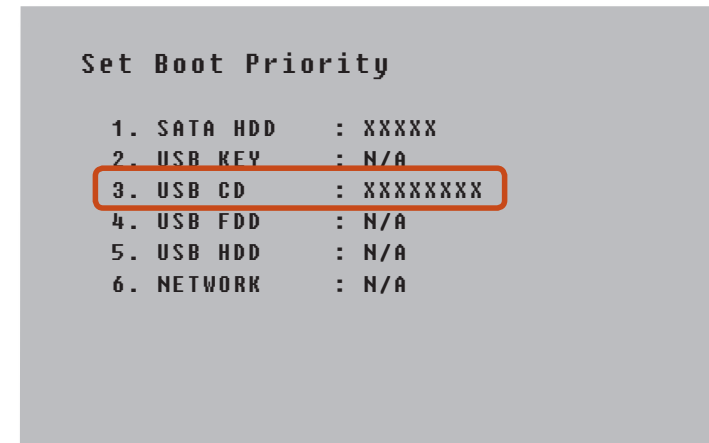 Set Boot Priority
1. SATA HDD : XXXXX
2. USB KEY : N/A
3. USB CD : XXXXXXXX
4. USB FDD : N/A
5. USB HDD : N/A
6. NETWORK : N/A